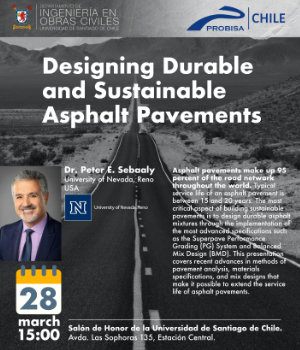 DEPARTAMENTO DE
INGENIERÍA EN
OBRAS CIVILES
UNIVERSIDAD DE SANTIAGO DE CHILE
PROBISA
CHILE
Designing Durable
and Sustainable
Asphalt Pavements
Dr. Peter E. Sebaaly
University of Nevada, Reno
USA
N
University of Nevada, Reno
Asphalt pavements make up 95
percent of the road network
throughout the world. Typical
service life of an asphalt pavement is
between 15 and 20 years. The most
critical aspect of building sustainable
pavements is to design durable asphalt
mixtures through the implementation of
the most advanced specifications such
as the Superpave Performance
Grading (PG) System and Balanced
Mix Design (BMD). This presentation
covers recent advances in methods of
pavement analysis, materials
specifications, and mix designs that
make it possible to extend the service
life of asphalt pavements.
28
march
15:00
Salón de Honor de la Universidad de Santiago de Chile.
Avda. Las Sophoras 135, Estación Central.